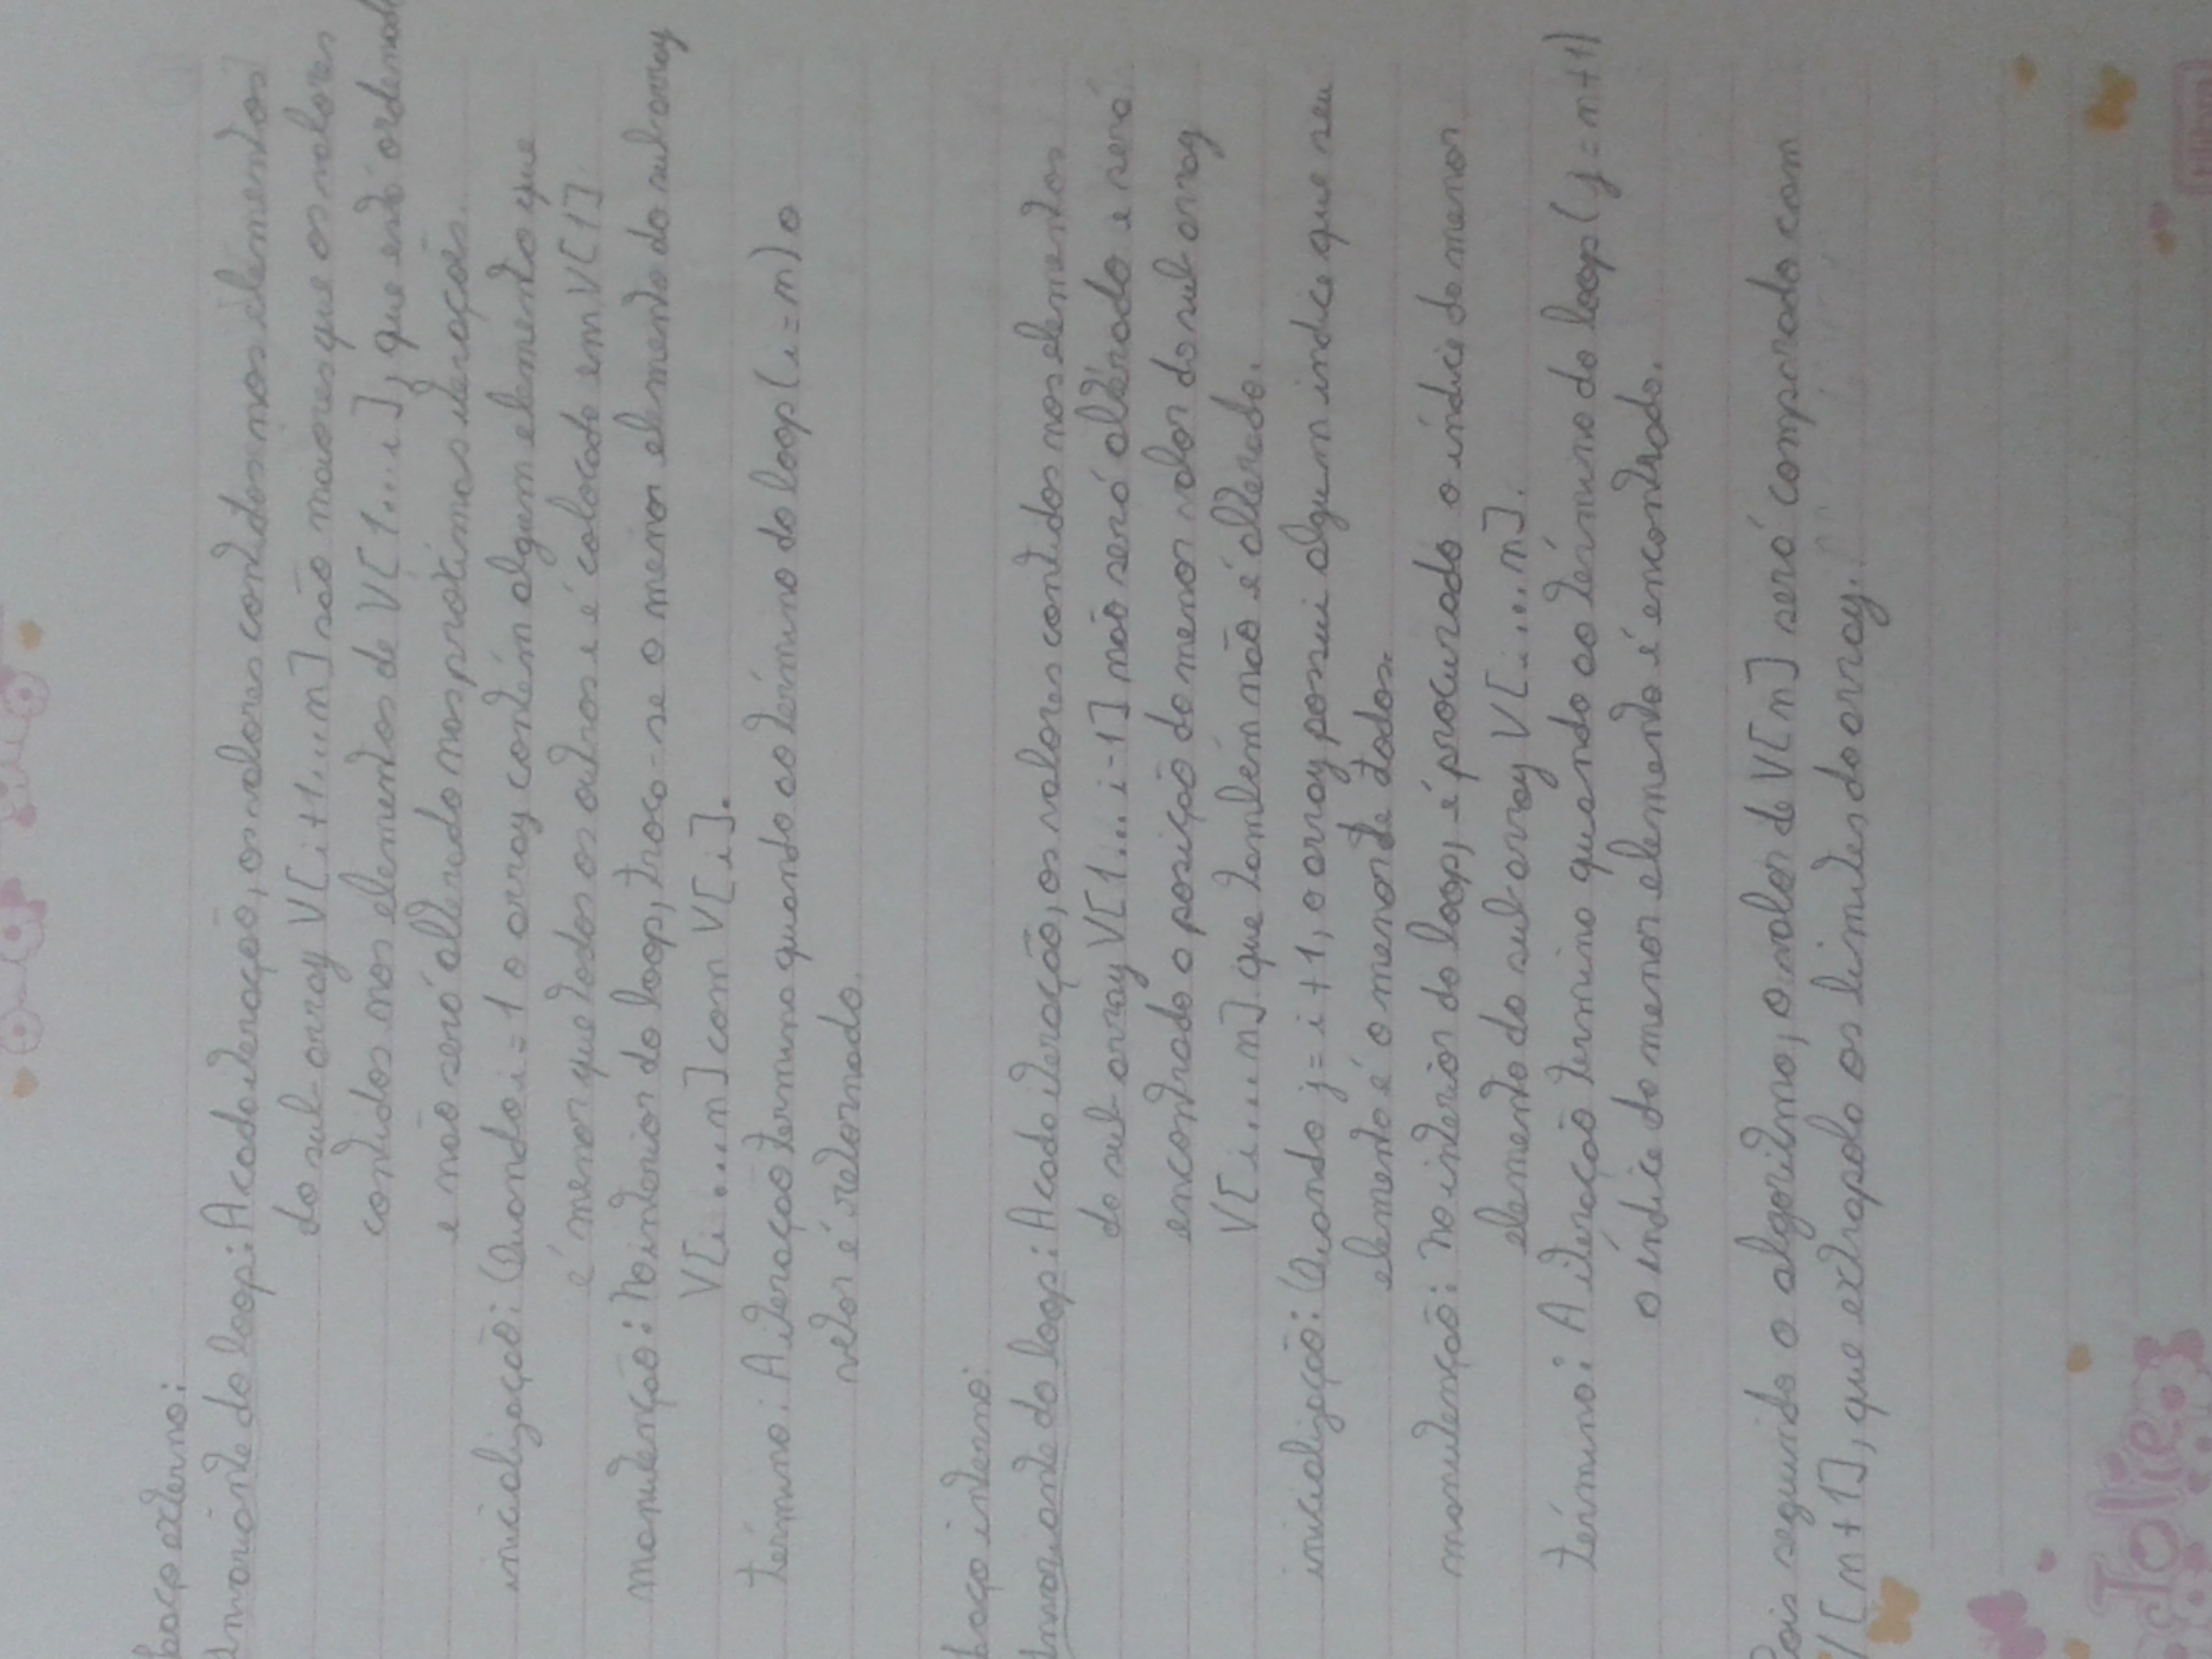 Laço externo:
Invariante do loop: A cada iteração, os valores contidos nos elementos
do sub-array V[i+1...n] são maiores que os valores
contidos nos elementos de V[1...i], que está ordenad
e não será alterado nas próximas iterações.
inicialização: Quando i=1 o array contém algum elemento que
é menor que todos os outros e é colocado em V[1]
manutenção: No interior do loop, troca-se o menor elemento do sub-array
V[i...n] com V[i].
término: A iteração termina quando ao término do loop (i=n) o
vetor é retornado.
Laço interno:
Invariante do loop: A cada iteração, os valores contidos nos elementos
do sub-array V[1...i-1] não será alterado e será
encontrado a posição do menor valor do sub-array
V[i....n] que também não é alterado.
inicialização: Quando j=i+1, o array possui algum indice que seu
elemento é o menor de todos.
manutenção: No interior do loop, é procurado o índice do menor
elemento do sub-array V[i...n].
término: A iteração termina quando ao término do loop (j=n+1)
o índice do menor elemento é encontrado.
Pois segundo o algoritmo, o valor de V[n] será comparado com
V[n+1], que extrapola os limites do array.
Jolie